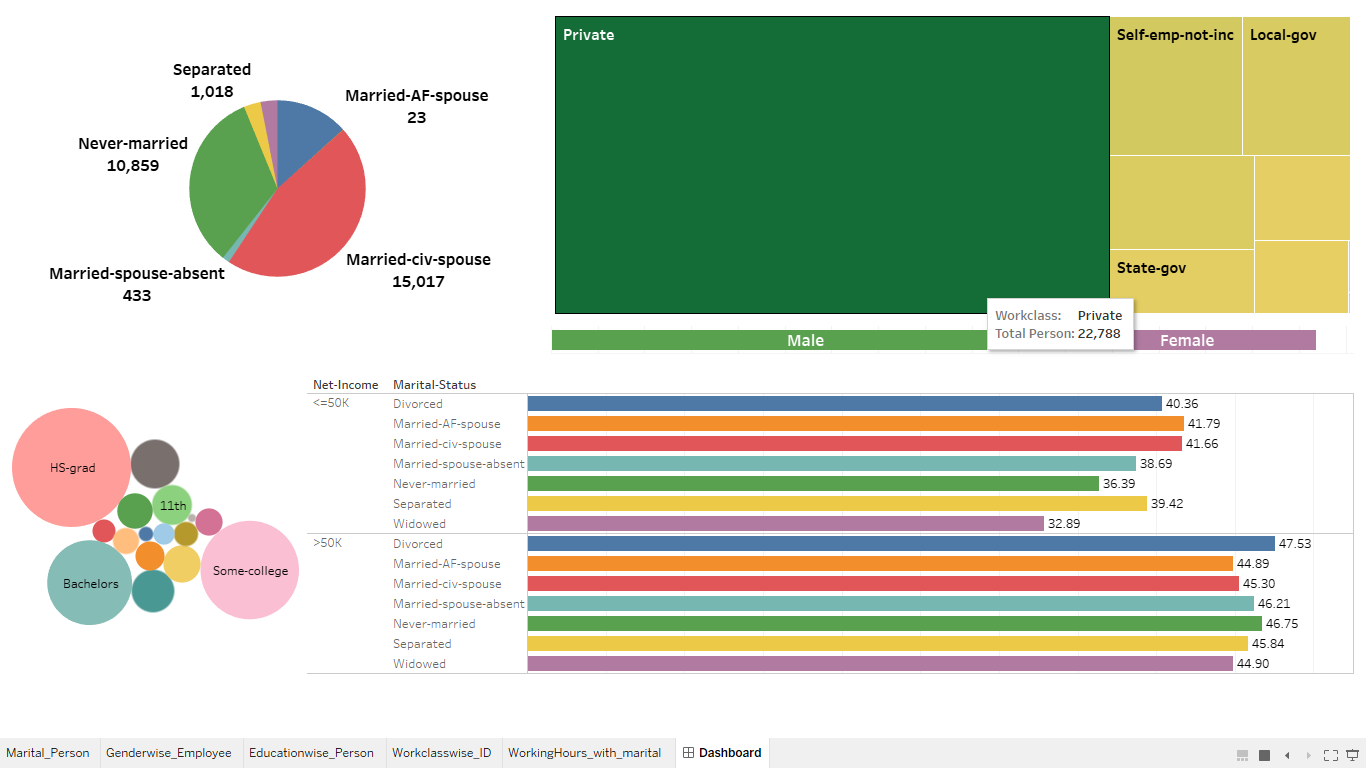 Separated
1,018
Married-AF-spouse
23
Never-married
10,859
Married-civ-spouse
15,017
Married-spouse-absent
433
Private
Self-emp-not-inc
Local-gov
State-gov
Workclass: Private
Total Person: 22,788
Male
Female
HS-grad
11th
Bachelors
Some-college
Net-Income Marital-Status
<=50K Divorced 40.36
Married-AF-spouse 41.79
Married-civ-spouse 41.66
Married-spouse-absent 38.69
Never-married 36.39
Separated 39.42
Widowed 32.89
>50K Divorced 47.53
Married-AF-spouse 44.89
Married-civ-spouse 45.30
Married-spouse-absent 46.21
Never-married 46.75
Separated 45.84
Widowed 44.90
Marital_Person Genderwise_Employee Educationwise_Person Workclasswise_ID WorkingHours_with_marital Dashboard